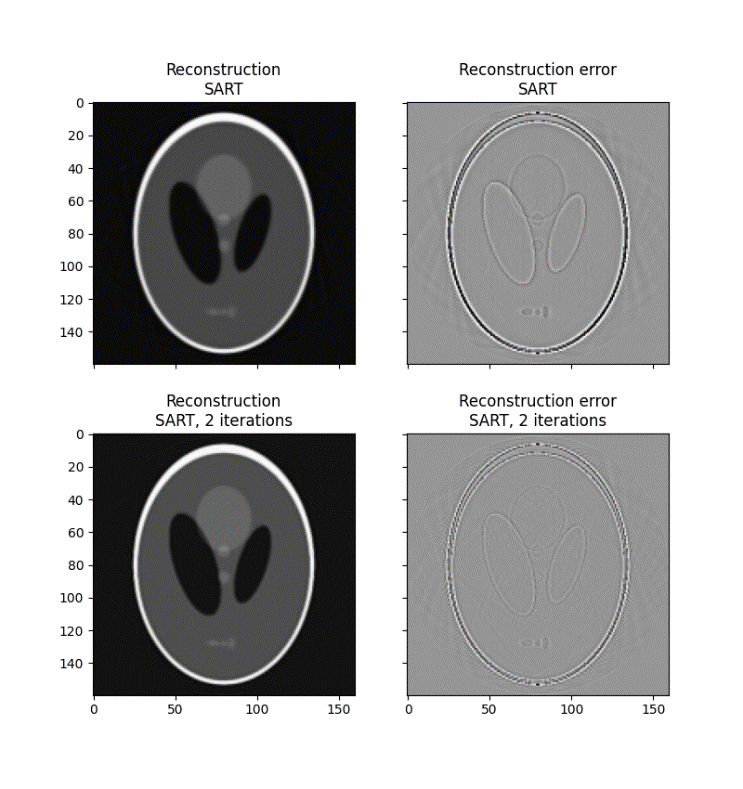 Reconstruction
SART
Reconstruction error
SART
0
20
40
60
80
100
120
140
Reconstruction
SART, 2 iterations
Reconstruction error
SART, 2 iterations
0
20
40
60
80
100
120
140
0 50 100 150
0 50 100 150